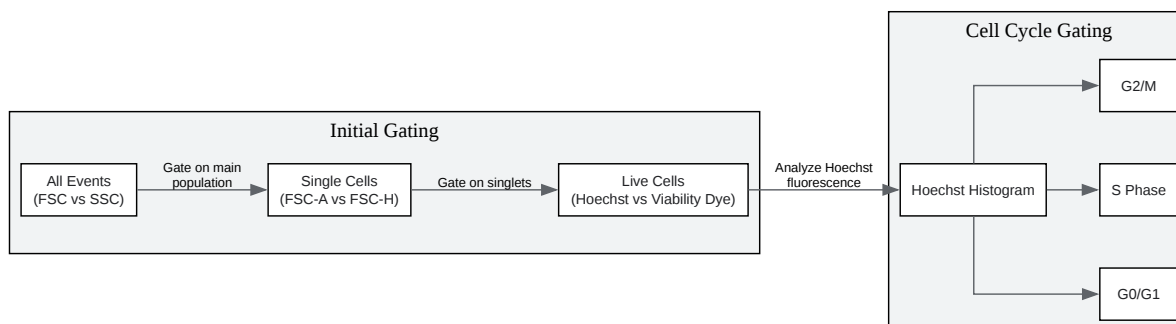 Initial Gating
All Events
(FSC vs SSC)
Gate on main
population
Single Cells
(FSC-A vs FSC-H)
Gate on singlets
Live Cells
(Hoechst vs Viability Dye)
Analyze Hoechst
fluorescence
Cell Cycle Gating
Hoechst Histogram
G2/M
S Phase
G0/G1